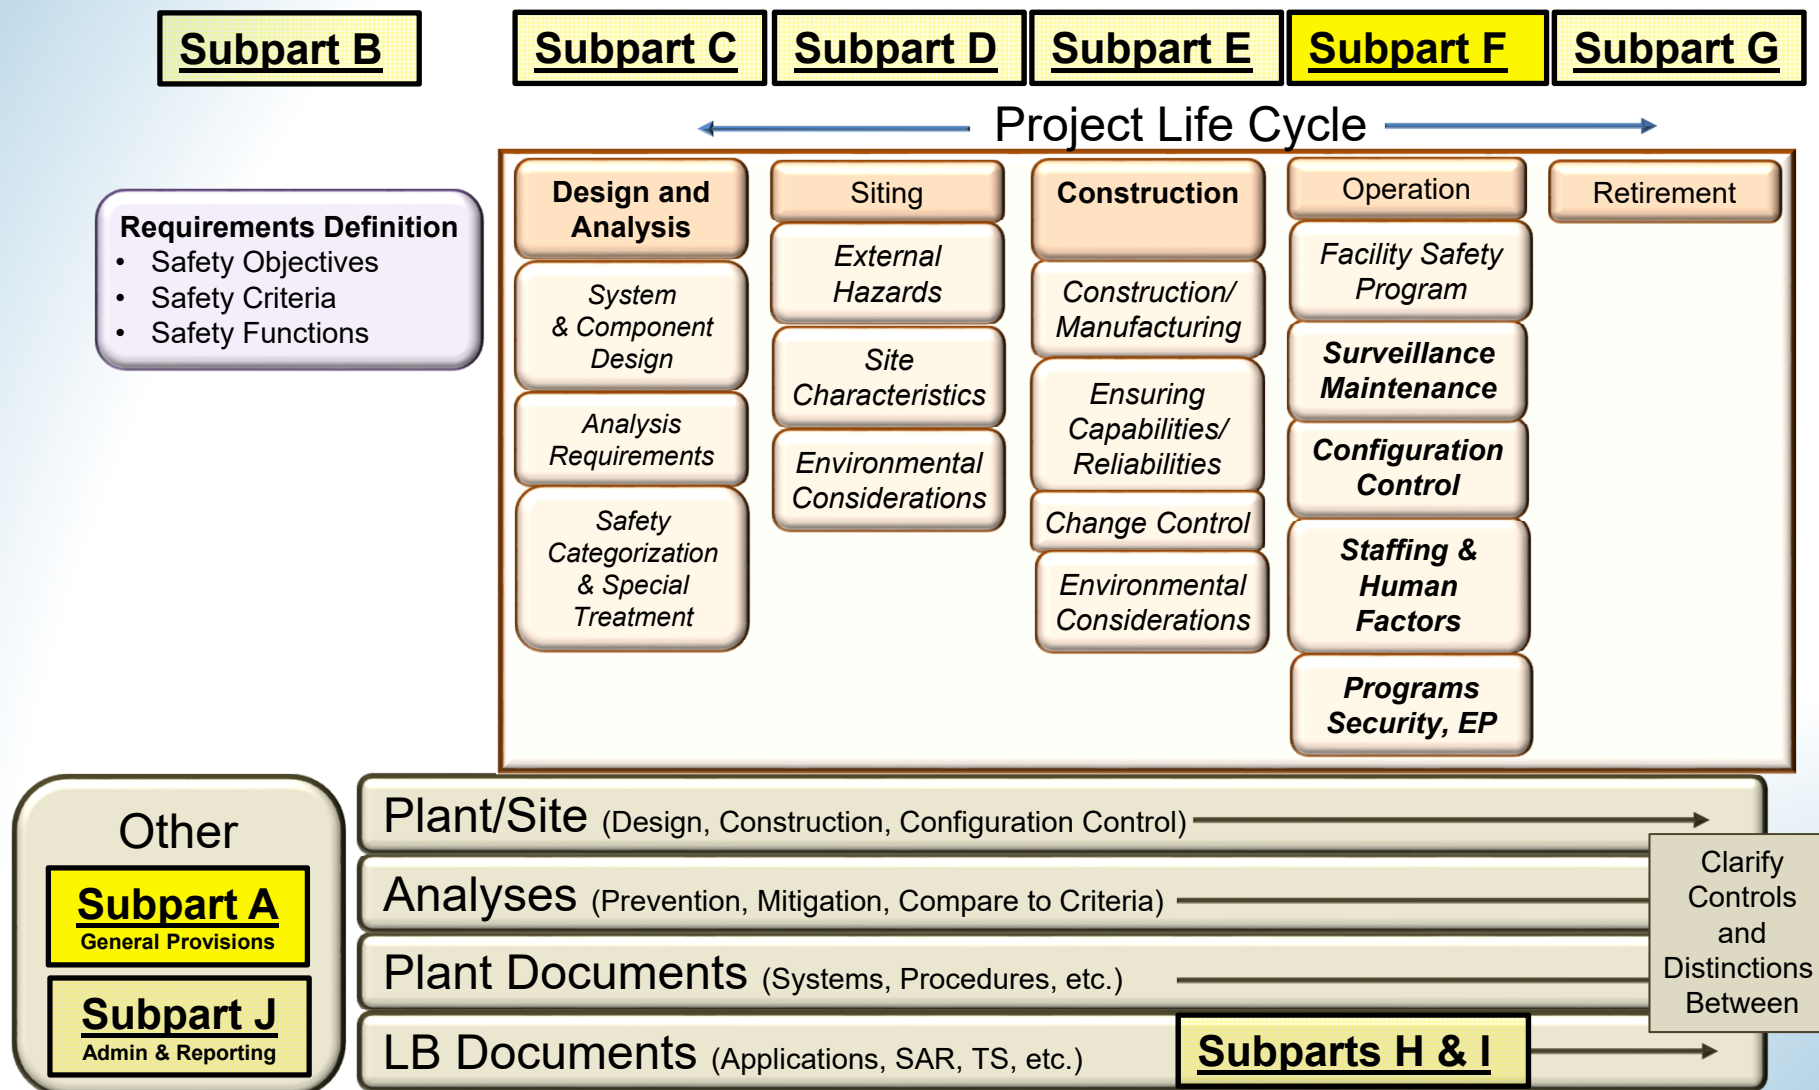 Subpart B
Subpart C
Subpart D
Subpart E
Subpart F
Subpart G
Project Life Cycle
Requirements Definition
• Safety Objectives
• Safety Criteria
• Safety Functions
Design and
Analysis
System
& Component
Design
Analysis
Requirements
Safety
Categorization
& Special
Treatment
Siting
External
Hazards
Site
Characteristics
Environmental
Considerations
Construction
Construction/
Manufacturing
Ensuring
Capabilities/
Reliabilities
Change Control
Environmental
Considerations
Operation
Facility Safety
Program
Surveillance
Maintenance
Configuration
Control
Staffing &
Human
Factors
Programs
Security, EP
Retirement
Other
Subpart A
General Provisions
Subpart J
Admin & Reporting
Plant/Site (Design, Construction, Configuration Control)
Analyses (Prevention, Mitigation, Compare to Criteria)
Plant Documents (Systems, Procedures, etc.)
LB Documents (Applications, SAR, TS, etc.)
Subparts H & I
Clarify
Controls
and
Distinctions
Between